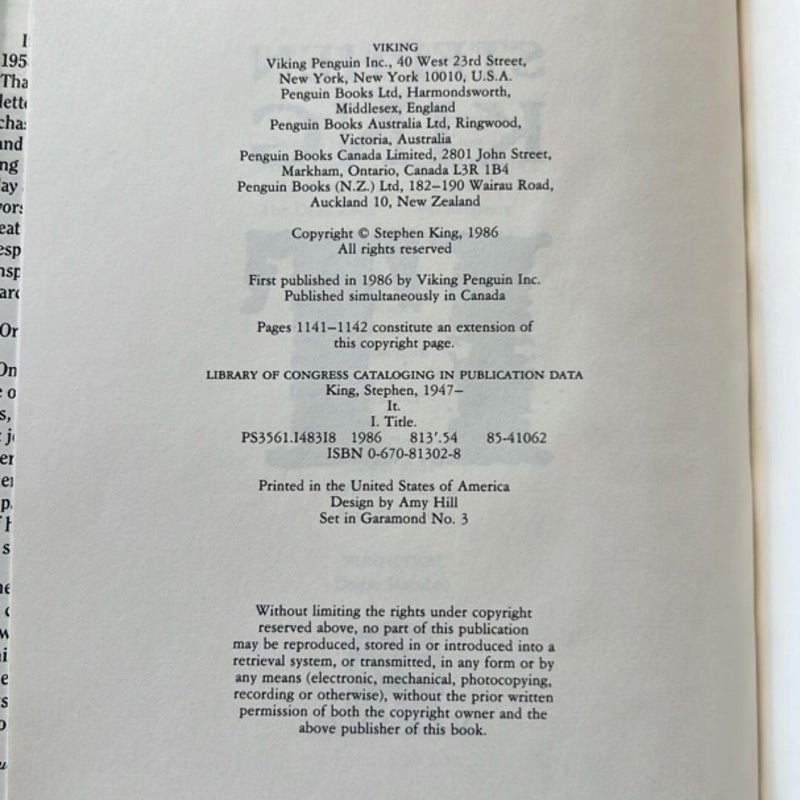 VIKING
Viking Penguin Inc., 40 West 23rd Street,
New York, New York 10010, U.S.A.
Penguin Books Ltd, Harmondsworth,
Middlesex, England
Penguin Books Australia Ltd, Ringwood,
Victoria, Australia
Penguin Books Canada Limited, 2801 John Street,
Markham, Ontario, Canada L3R 1B4
Penguin Books (N.Z.) Ltd, 182–190 Wairau Road,
Auckland 10, New Zealand
Copyright © Stephen King, 1986
All rights reserved
First published in 1986 by Viking Penguin Inc.
Published simultaneously in Canada
Pages 1141–1142 constitute an extension of
this copyright page.
LIBRARY OF CONGRESS CATALOGING IN PUBLICATION DATA
King, Stephen, 1947–
It.
I. Title.
PS3561.I483I8 1986 813'.54 85-41062
ISBN 0-670-81302-8
Printed in the United States of America
Design by Amy Hill
Set in Garamond No. 3
Without limiting the rights under copyright
reserved above, no part of this publication
may be reproduced, stored in or introduced into a
retrieval system, or transmitted, in any form or by
any means (electronic, mechanical, photocopying,
recording or otherwise), without the prior written
permission of both the copyright owner and the
above publisher of this book.